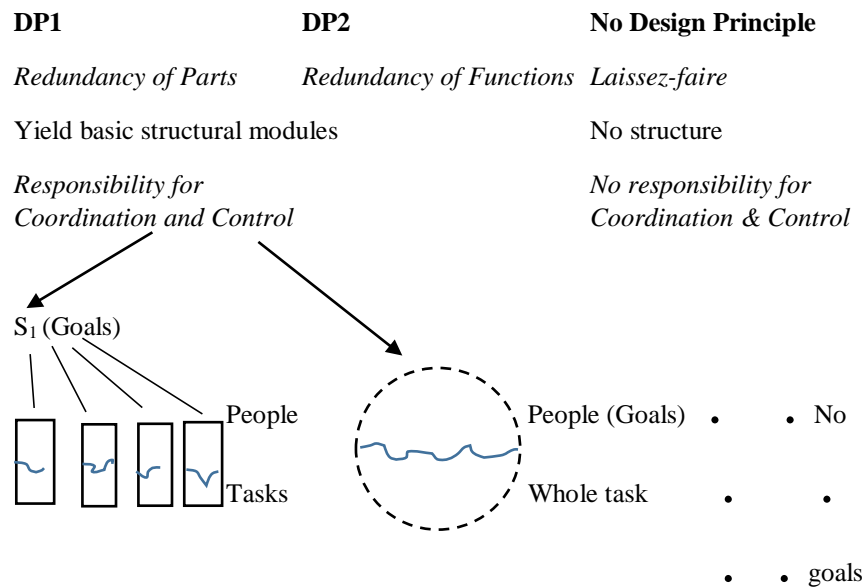 DP1 DP2 No Design Principle
Redundancy of Parts Redundancy of Functions Laissez-faire
Yield basic structural modules No structure
Responsibility for No responsibility for
Coordination and Control Coordination & Control
S₁ (Goals)
People People (Goals) No
Tasks Whole task
goals